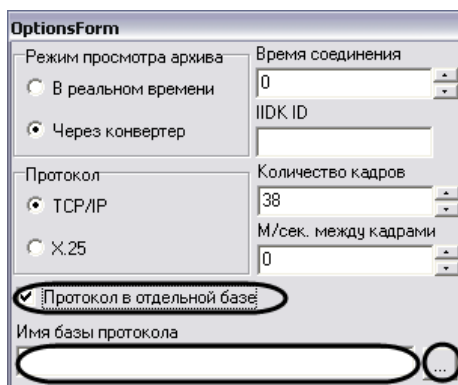 OptionsForm
Режим просмотра архива
В реальном времени
Через конвертер
Время соединения
0
IIDK ID
Протокол
TCP/IP
X.25
Количество кадров
38
М/сек. между кадрами
0
Протокол в отдельной базе
Имя базы протокола
...